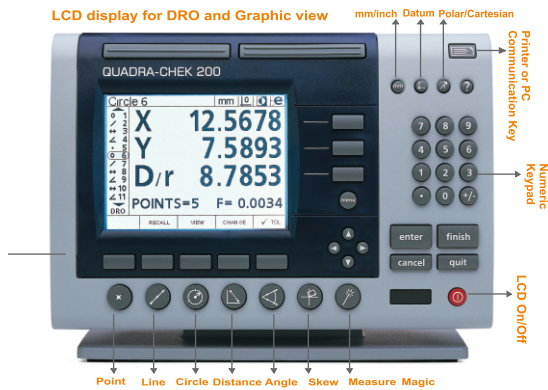 LCD display for DRO and Graphic view
mm/inch Datum Polar/Cartesian
Printer or PC
Communication Key
QUADRA-CHEK 200
Circle 6 mm
0 1
2
3
4
5
6
7
8
9
10
11
DRO
X 12.5678
Y 7.5893
D/r 8.7853
POINTS=5 F= 0.0034
RECALL VIEW CHANGE ✓ TOL
mm ?
7 8 9
4 5 6
1 2 3
. 0 +/-
Numeric
Keypad
menu
enter finish
cancel quit
LCD On/Off
Point Line Circle Distance Angle Skew Measure Magic